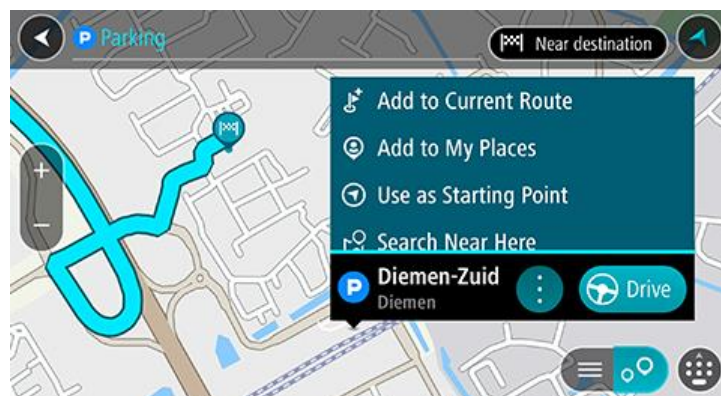 P Parking
Near destination
Add to Current Route
Add to My Places
Use as Starting Point
Search Near Here
P Diemen-Zuid
Diemen
Drive
+
−